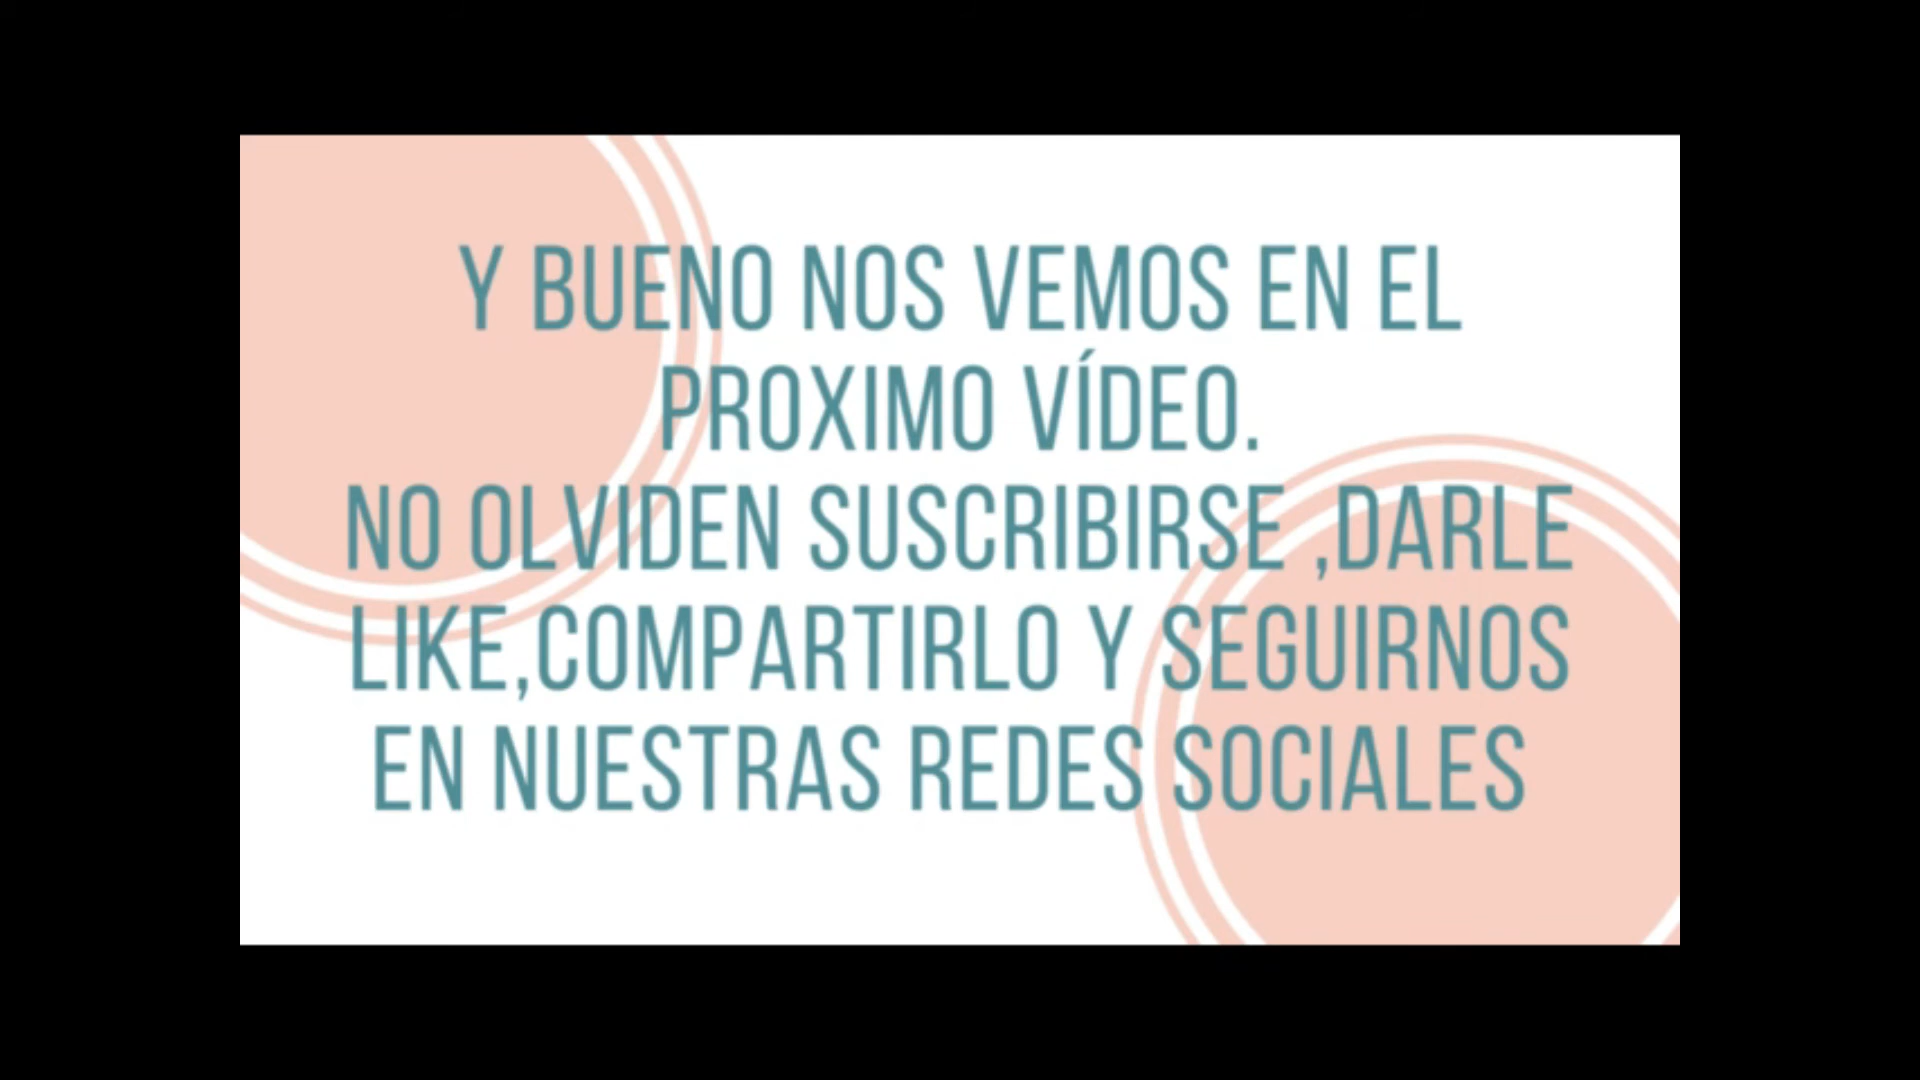 Y BUENO NOS VEMOS EN EL
PROXIMO VÍDEO.
NO OLVIDEN SUSCRIBIRSE ,DARLE
LIKE,COMPARTIRLO Y SEGUIRNOS
EN NUESTRAS REDES SOCIALES